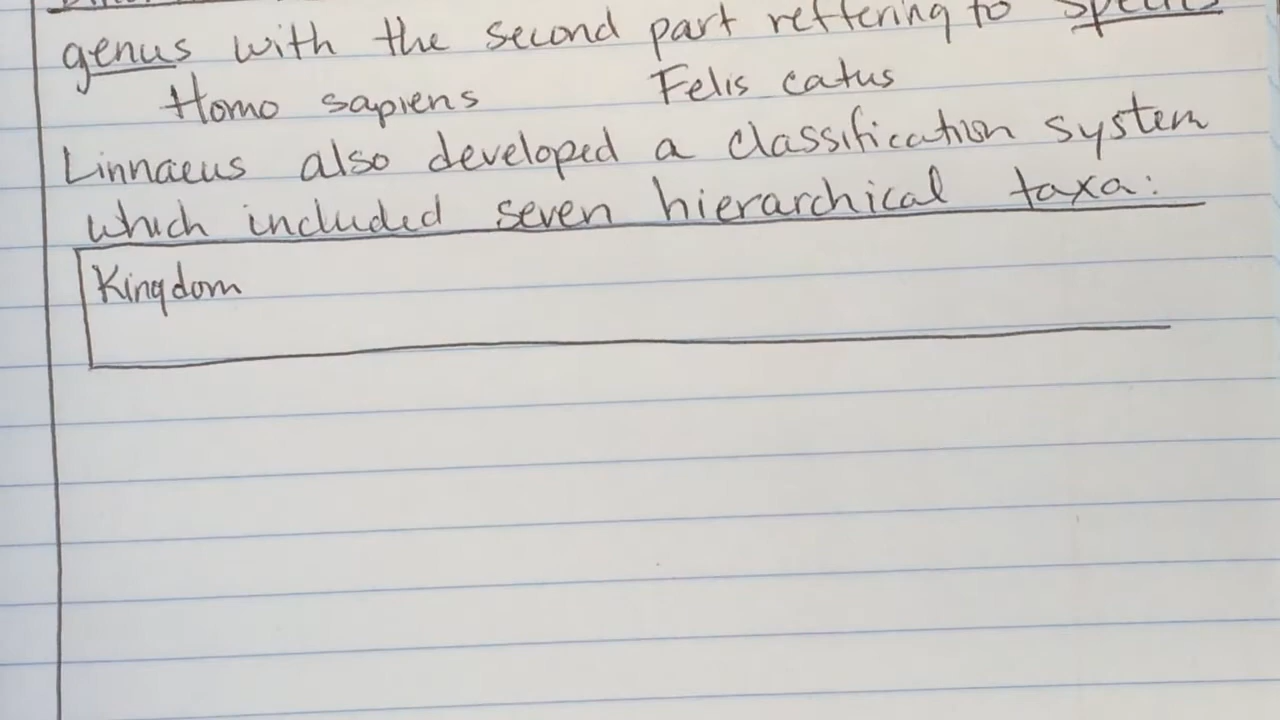 genus with the second part reffering to
Homo sapiens Felis catus
Linnaeus also developed a classification system
which included seven hierarchical taxa:
Kingdom